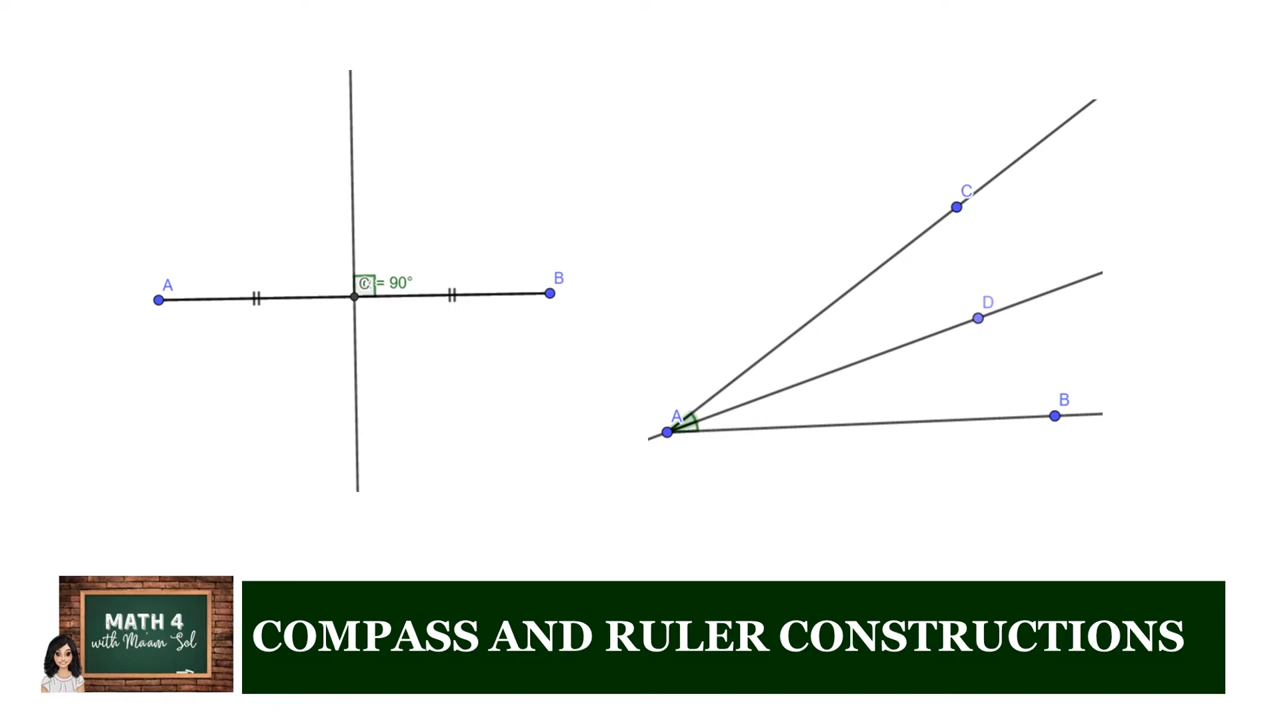 A
B
= 90°
C
D
A
B
MATH 4
with Ma'am Sol
COMPASS AND RULER CONSTRUCTIONS